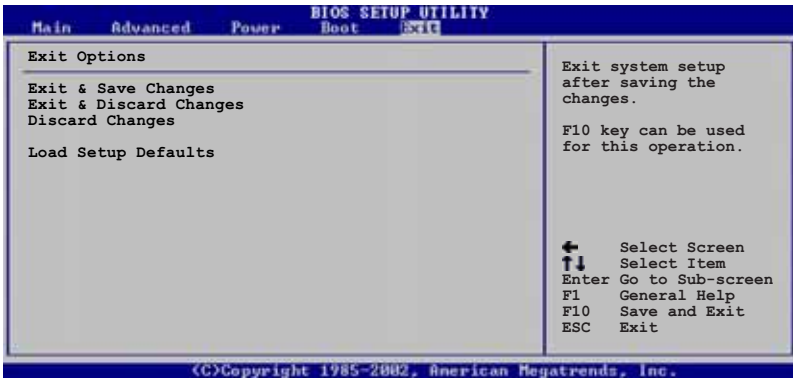 BIOS SETUP UTILITY
Main Advanced Power Boot Exit
Exit Options
Exit & Save Changes
Exit & Discard Changes
Discard Changes
Load Setup Defaults
Exit system setup
after saving the
changes.
F10 key can be used
for this operation.
← Select Screen
↑↓ Select Item
Enter Go to Sub-screen
F1 General Help
F10 Save and Exit
ESC Exit
(C)Copyright 1985-2002, American Megatrends, Inc.